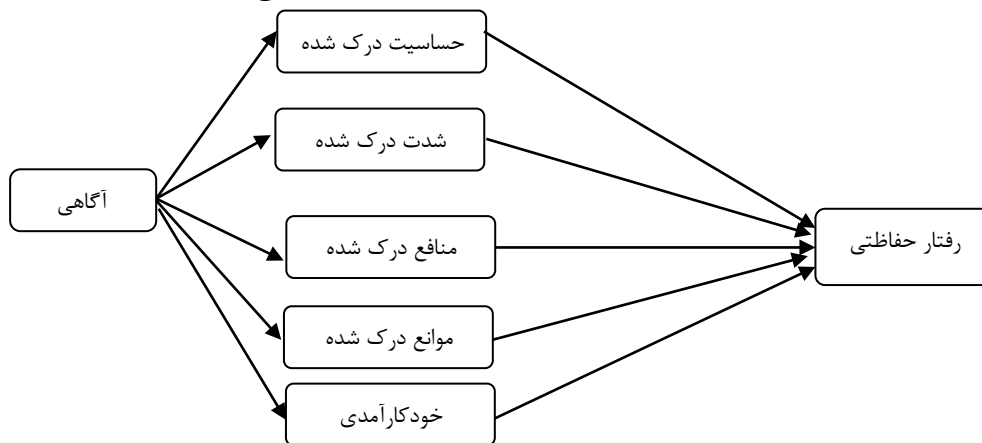 حساسیت درک شده
شدت درک شده
آگاهی
منافع درک شده
رفتار حفاظتی
موانع درک شده
خودکارآمدی